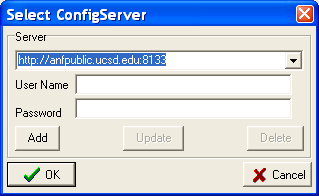 Select ConfigServer
Server
http://anfpublic.ucsd.edu:8133
User Name
Password
Add Update Delete
OK Cancel